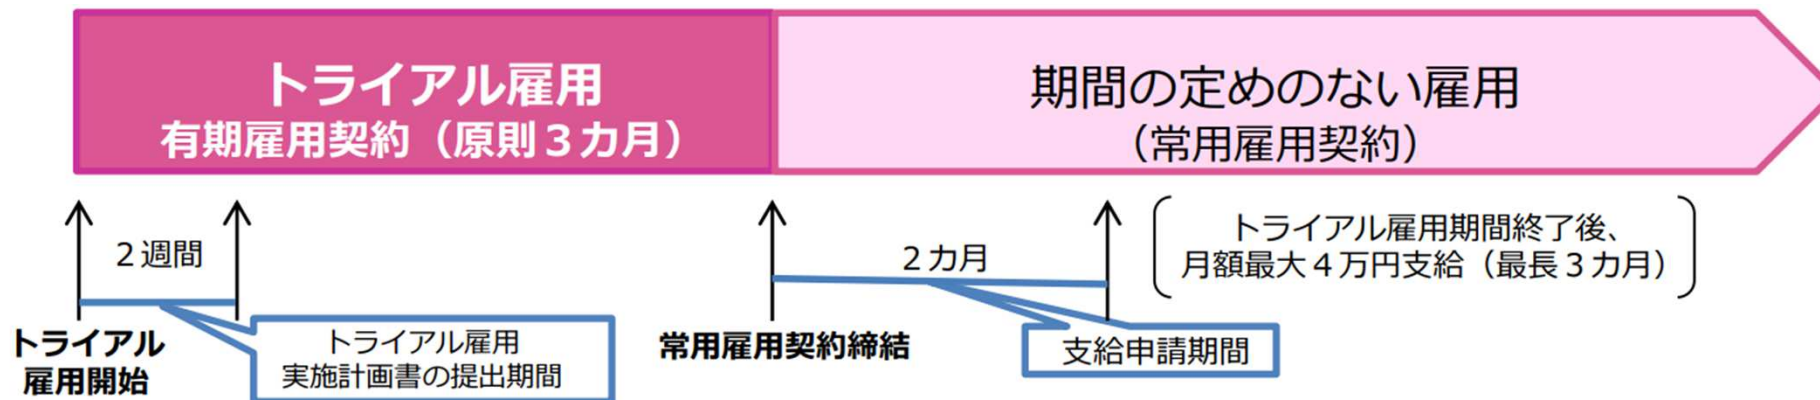 トライアル雇用
有期雇用契約（原則３カ月）
期間の定めのない雇用
（常用雇用契約）
２週間
２カ月
トライアル雇用期間終了後、
月額最大４万円支給（最長３カ月）
トライアル
雇用開始
トライアル雇用
実施計画書の提出期間
常用雇用契約締結
支給申請期間